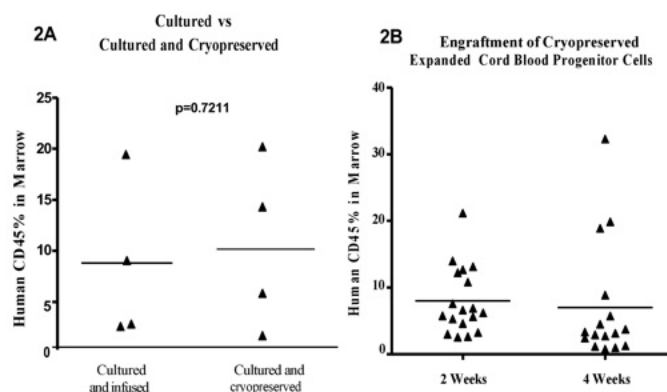 2A
Cultured vs
Cultured and Cryopreserved
p=0.7211
Human CD45% in Marrow
25
20
15
10
5
0
Cultured
and infused
Cultured and
cryopreserved
2B
Engraftment of Cryopreserved
Expanded Cord Blood Progenitor Cells
Human CD45% in Marrow
40
30
20
10
0
2 Weeks
4 Weeks